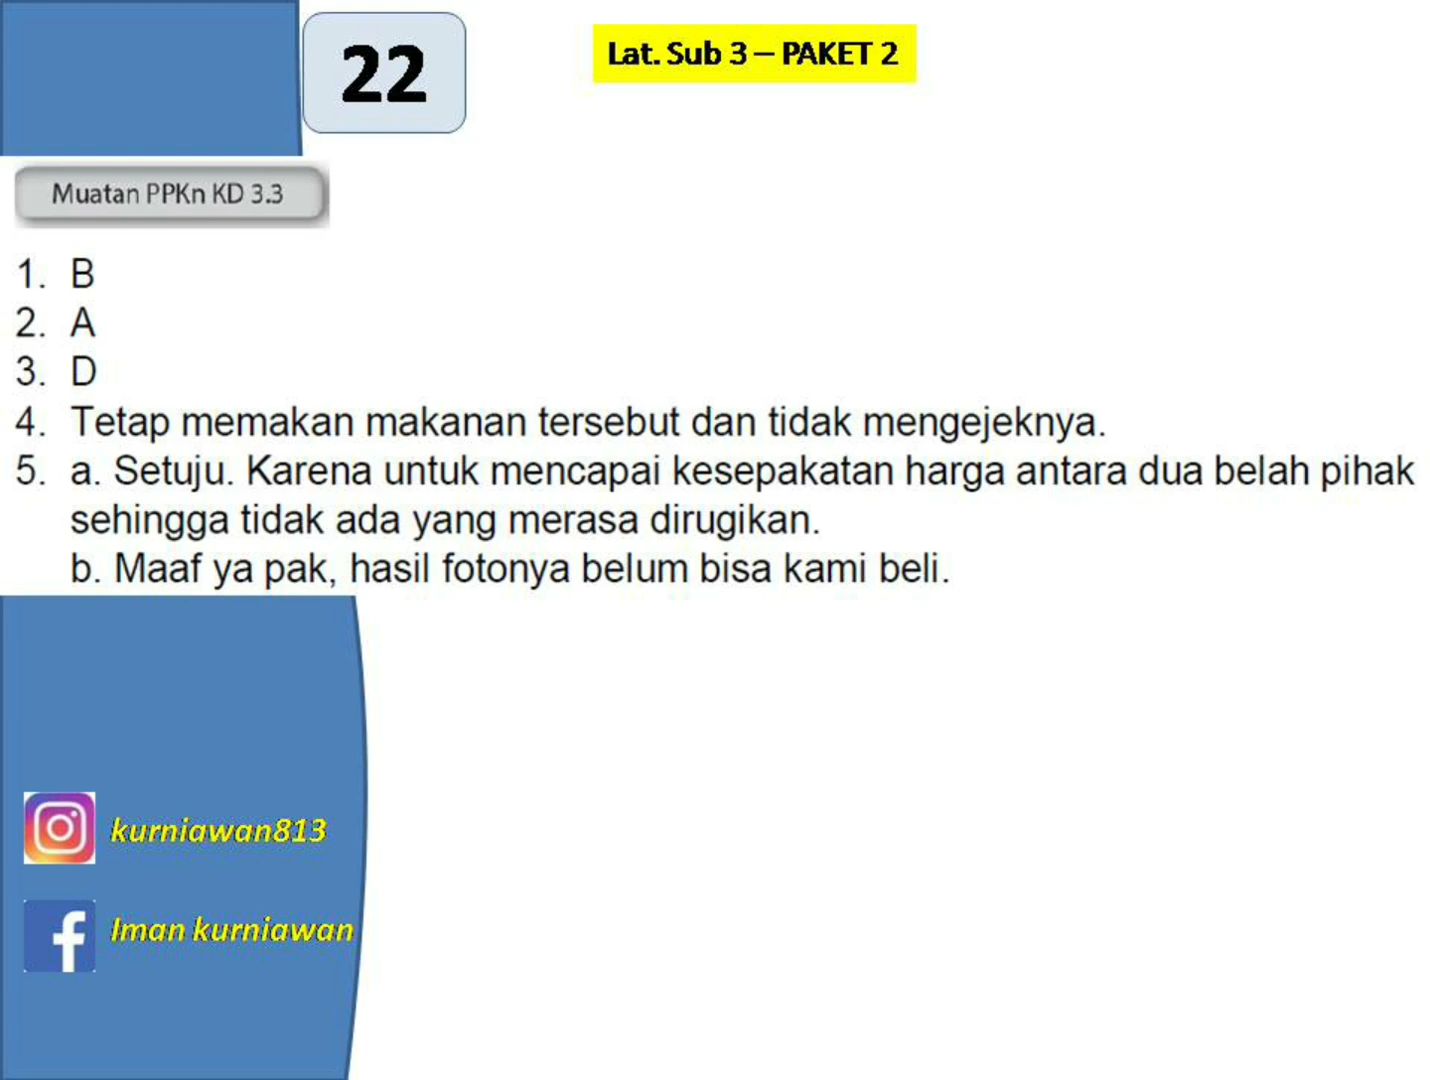 22
Lat. Sub 3 – PAKET 2
Muatan PPKn KD 3.3
1. B
2. A
3. D
4. Tetap memakan makanan tersebut dan tidak mengejeknya.
5. a. Setuju. Karena untuk mencapai kesepakatan harga antara dua belah pihak
sehingga tidak ada yang merasa dirugikan.
b. Maaf ya pak, hasil fotonya belum bisa kami beli.
kurniawan813
Iman kurniawan